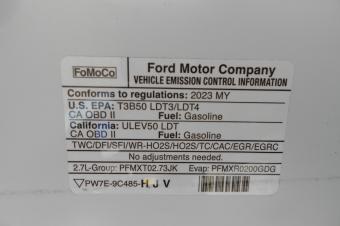 FoMoCo
Ford Motor Company
VEHICLE EMISSION CONTROL INFORMATION
Conforms to regulations: 2023 MY
U.S. EPA: T3B50 LDT3/LDT4
CA OBD II Fuel: Gasoline
California: ULEV50 LDT
CA OBD II Fuel: Gasoline
TWC/DFI/SFI/WR-HO2S/HO2S/TC/CAC/EGR/EGRC
No adjustments needed.
2.7L-Group: PFMXT02.73JK Evap: PFMXR0200GDG
▽PW7E-9C485-HJV